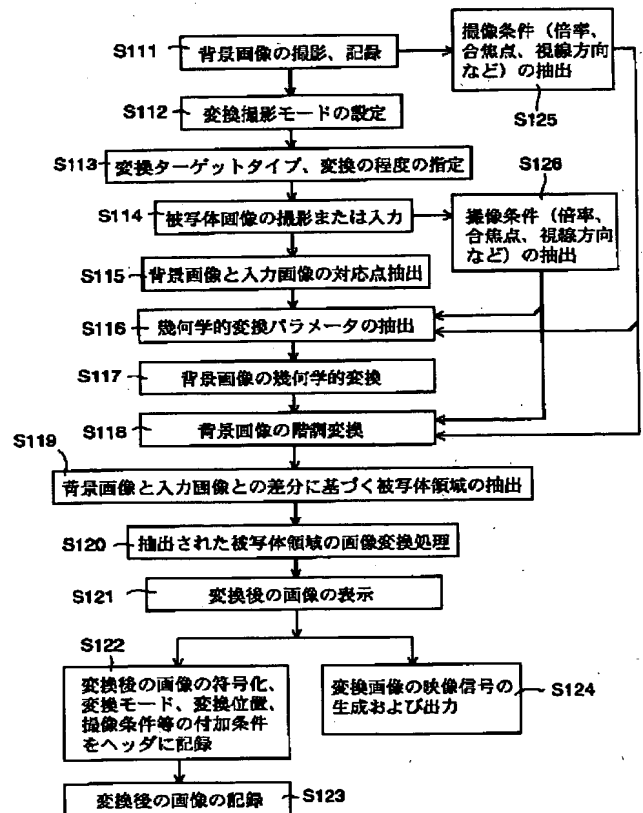 S111
背景画像の撮影、記録
撮像条件（倍率、
合焦点、視線方向
など）の抽出
S125
S112
変換撮影モードの設定
S113
変換ターゲットタイプ、変換の程度の指定
S126
S114
被写体画像の撮影または入力
撮像条件（倍率、
合焦点、視線方向
など）の抽出
S115
背景画像と入力画像の対応点抽出
S116
幾何学的変換パラメータの抽出
S117
背景画像の幾何学的変換
S118
背景画像の階調変換
S119
背景画像と入力画像との差分に基づく被写体領域の抽出
S120
抽出された被写体領域の画像変換処理
S121
変換後の画像の表示
S122
変換後の画像の符号化、
変換モード、変換位置、
撮像条件等の付加条件
をヘッダに記録
変換画像の映像信号の
生成および出力
S124
変換後の画像の記録
S123